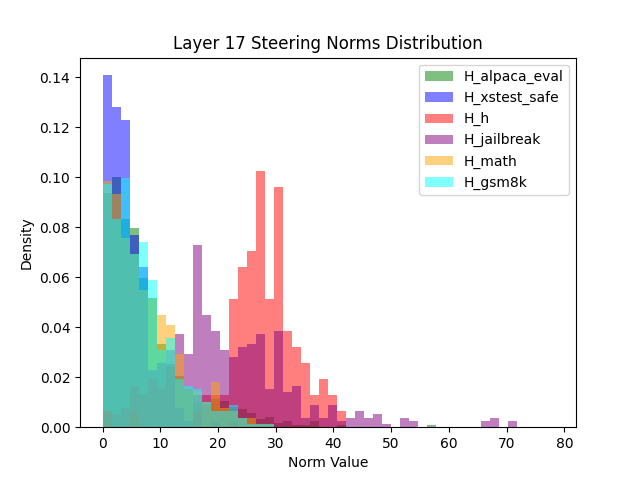 Layer 17 Steering Norms Distribution
H_alpaca_eval
H_xstest_safe
H_h
H_jailbreak
H_math
H_gsm8k
Density
0.14
0.12
0.10
0.08
0.06
0.04
0.02
0.00
0 10 20 30 40 50 60 70 80
Norm Value